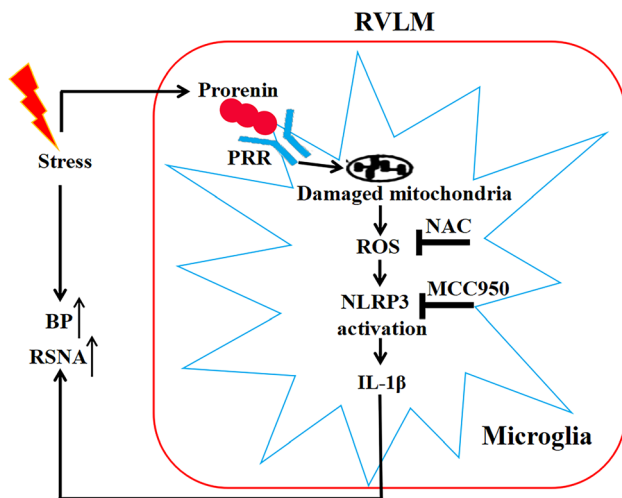 RVLM
Prorenin
PRR
Stress
Damaged mitochondria
ROS
NAC
NLRP3
activation
MCC950
IL-1β
BP
RSNA
Microglia